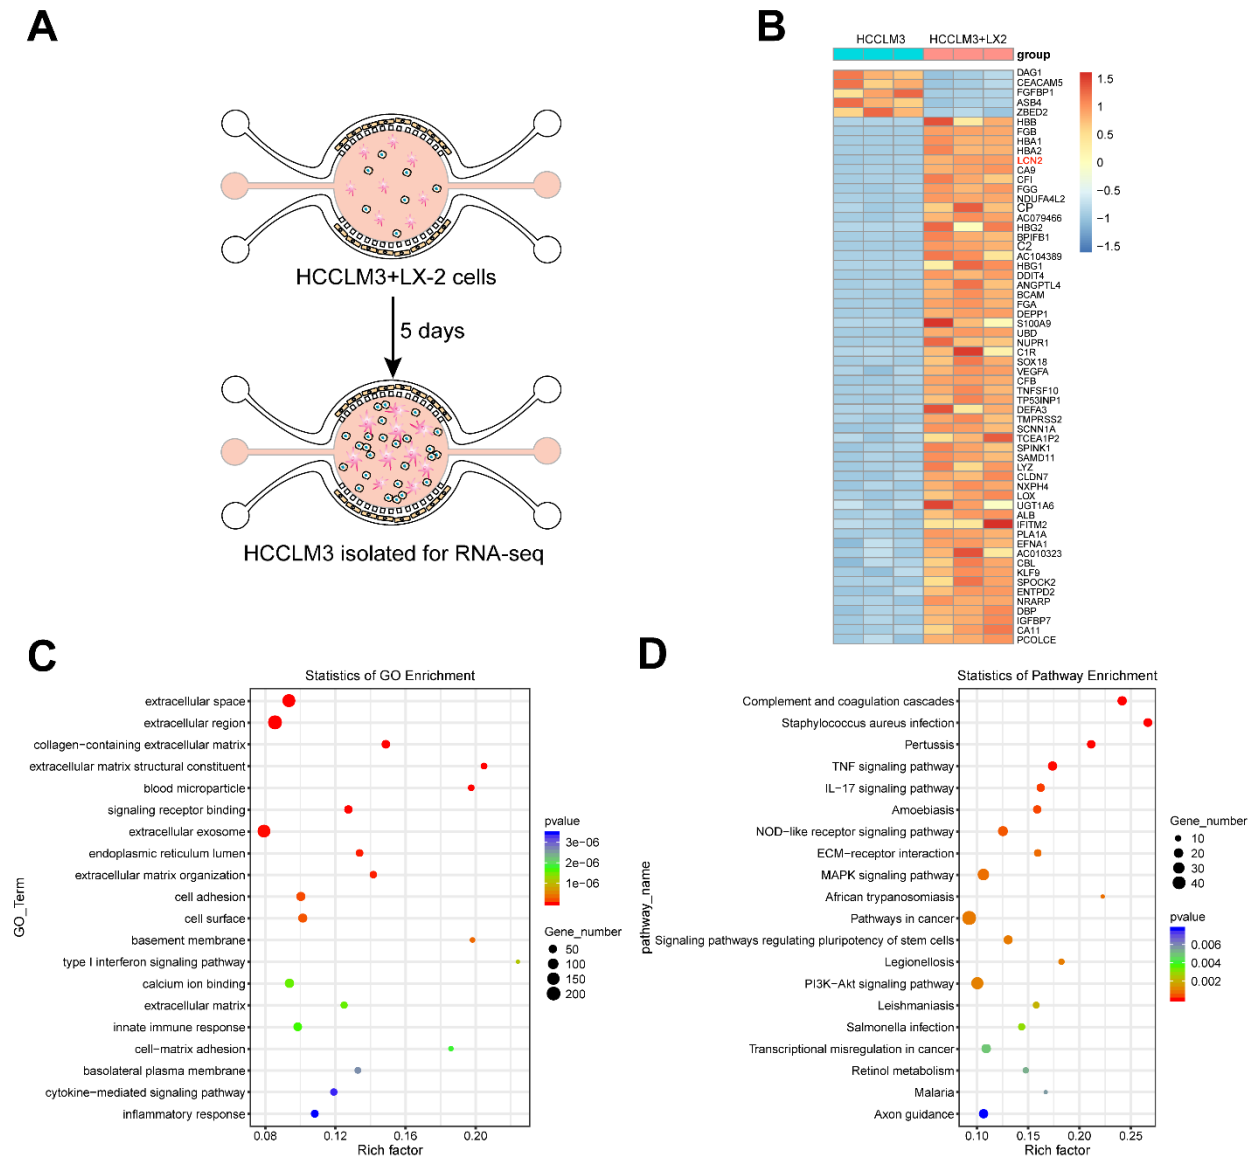 A
HCCLM3+LX-2 cells
5 days
HCCLM3 isolated for RNA-seq
B
HCCLM3 HCCLM3+LX2
group
DAG1
CEACAM5
FGFBP1
ASB4
ZBED2
HBB
FGB
HBA1
HBA2
LCN2
CA9
CFI
FGG
NDUFA4L2
CP
AC079466
HBG2
BPIFB1
C2
AC104389
HBG1
DDIT4
ANGPTL4
BCAM
FGA
DEPP1
S100A9
UBD
NUPR1
C1R
SOX18
VEGFA
CFB
TNFSF10
TP53INP1
DEFA3
TMPRSS2
SCNN1A
TCEA1P2
SPINK1
SAMD11
LYZ
CLDN7
NXPH4
LOX
UGT1A6
ALB
IFITM2
PLA1A
EFNA1
AC010323
CBL
KLF9
SPOCK2
ENTPD2
NRARP
DBP
IGFBP7
CA11
PCOLCE
1.5
1
0.5
0
−0.5
−1
−1.5
C
Statistics of GO Enrichment
GO_Term
extracellular space
extracellular region
collagen−containing extracellular matrix
extracellular matrix structural constituent
blood microparticle
signaling receptor binding
extracellular exosome
endoplasmic reticulum lumen
extracellular matrix organization
cell adhesion
cell surface
basement membrane
type I interferon signaling pathway
calcium ion binding
extracellular matrix
innate immune response
cell−matrix adhesion
basolateral plasma membrane
cytokine−mediated signaling pathway
inflammatory response
0.08 0.12 0.16 0.20
Rich factor
pvalue
3e−06
2e−06
1e−06
Gene_number
50
100
150
200
D
Statistics of Pathway Enrichment
pathway_name
Complement and coagulation cascades
Staphylococcus aureus infection
Pertussis
TNF signaling pathway
IL−17 signaling pathway
Amoebiasis
NOD−like receptor signaling pathway
ECM−receptor interaction
MAPK signaling pathway
African trypanosomiasis
Pathways in cancer
Signaling pathways regulating pluripotency of stem cells
Legionellosis
PI3K−Akt signaling pathway
Leishmaniasis
Salmonella infection
Transcriptional misregulation in cancer
Retinol metabolism
Malaria
Axon guidance
0.10 0.15 0.20 0.25
Rich factor
Gene_number
10
20
30
40
pvalue
0.006
0.004
0.002